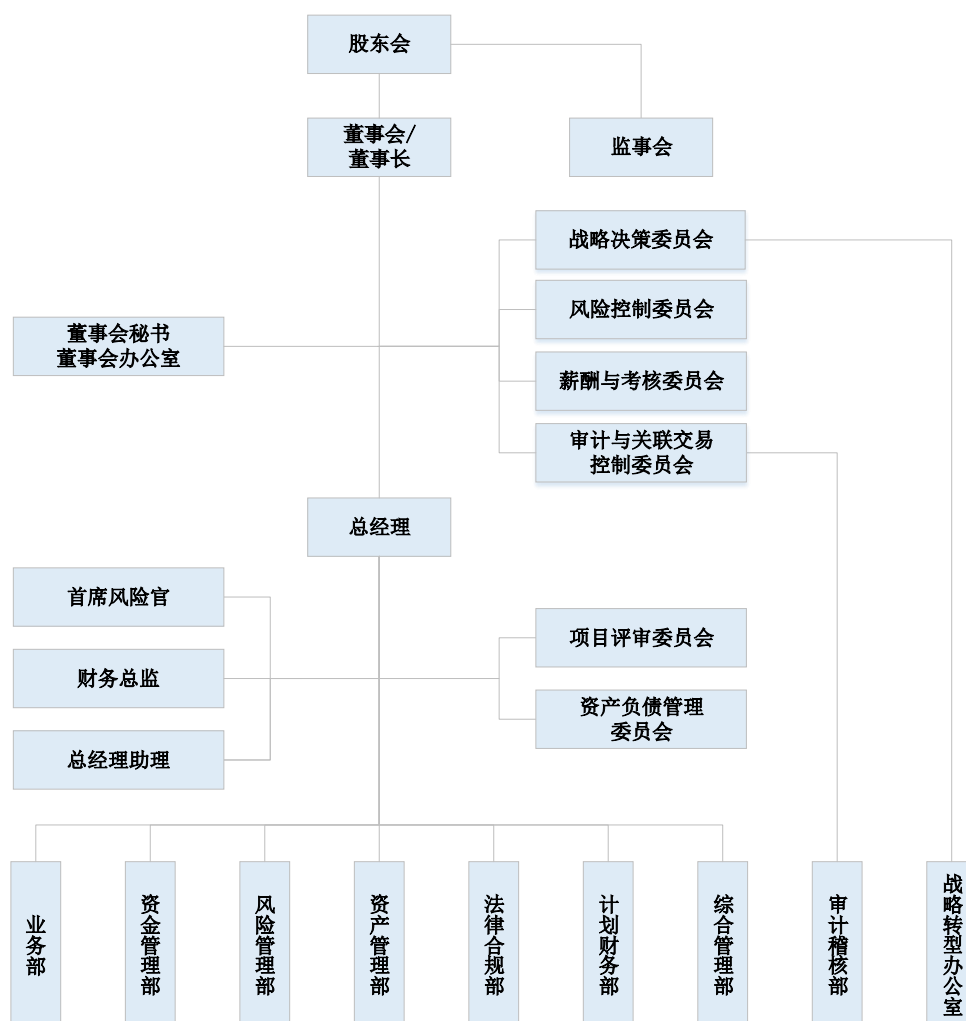 股东会
董事会/
董事长
监事会
战略决策委员会
风险控制委员会
董事会秘书
董事会办公室
薪酬与考核委员会
审计与关联交易
控制委员会
总经理
首席风险官
项目评审委员会
财务总监
资产负债管理
委员会
总经理助理
业务部
资金管理部
风险管理部
资产管理部
法律合规部
计划财务部
综合管理部
审计稽核部
战略转型办公室